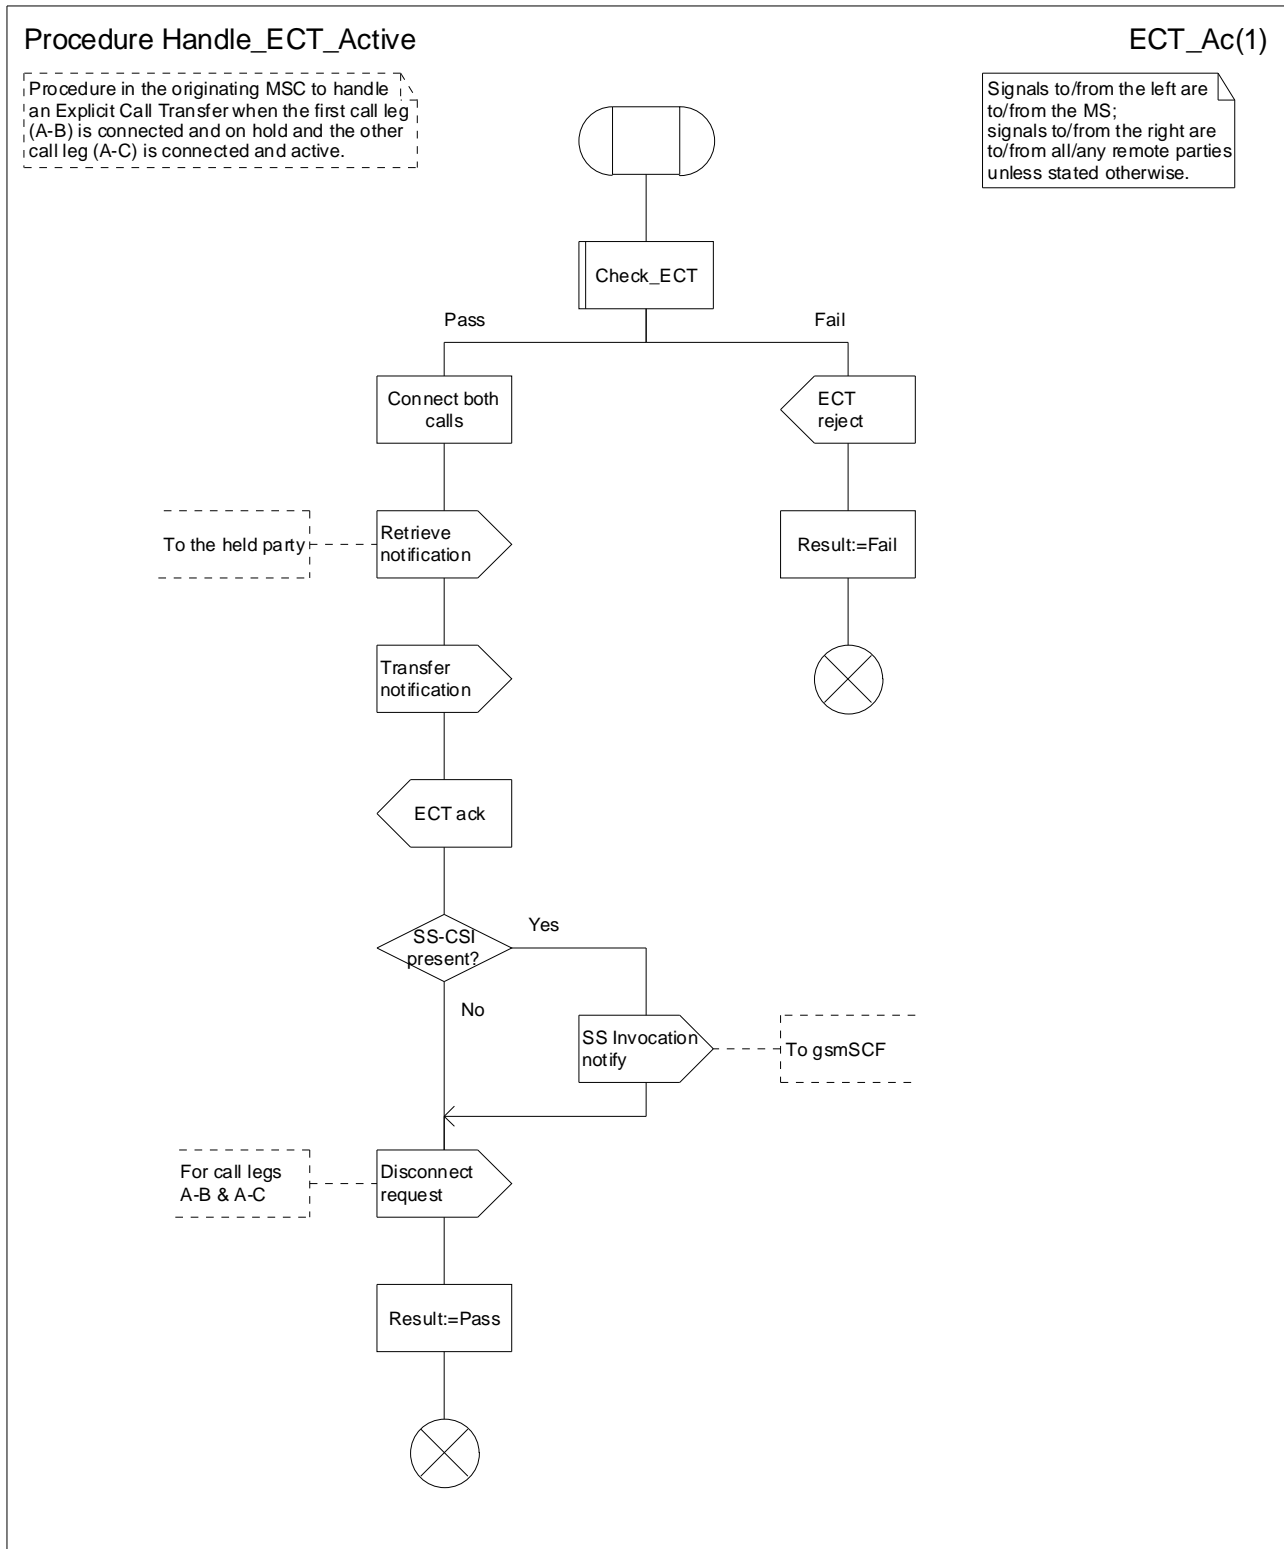 Procedure Handle_ECT_Active
ECT_Ac(1)
Procedure in the originating MSC to handle
an Explicit Call Transfer when the first call leg
(A-B) is connected and on hold and the other
call leg (A-C) is connected and active.
Signals to/from the left are
to/from the MS;
signals to/from the right are
to/from all/any remote parties
unless stated otherwise.
Check_ECT
Pass
Fail
Connect both
calls
ECT
reject
To the held party
Retrieve
notification
Result:=Fail
Transfer
notification
ECT ack
SS-CSI
present?
Yes
No
SS Invocation
notify
To gsmSCF
For call legs
A-B & A-C
Disconnect
request
Result:=Pass